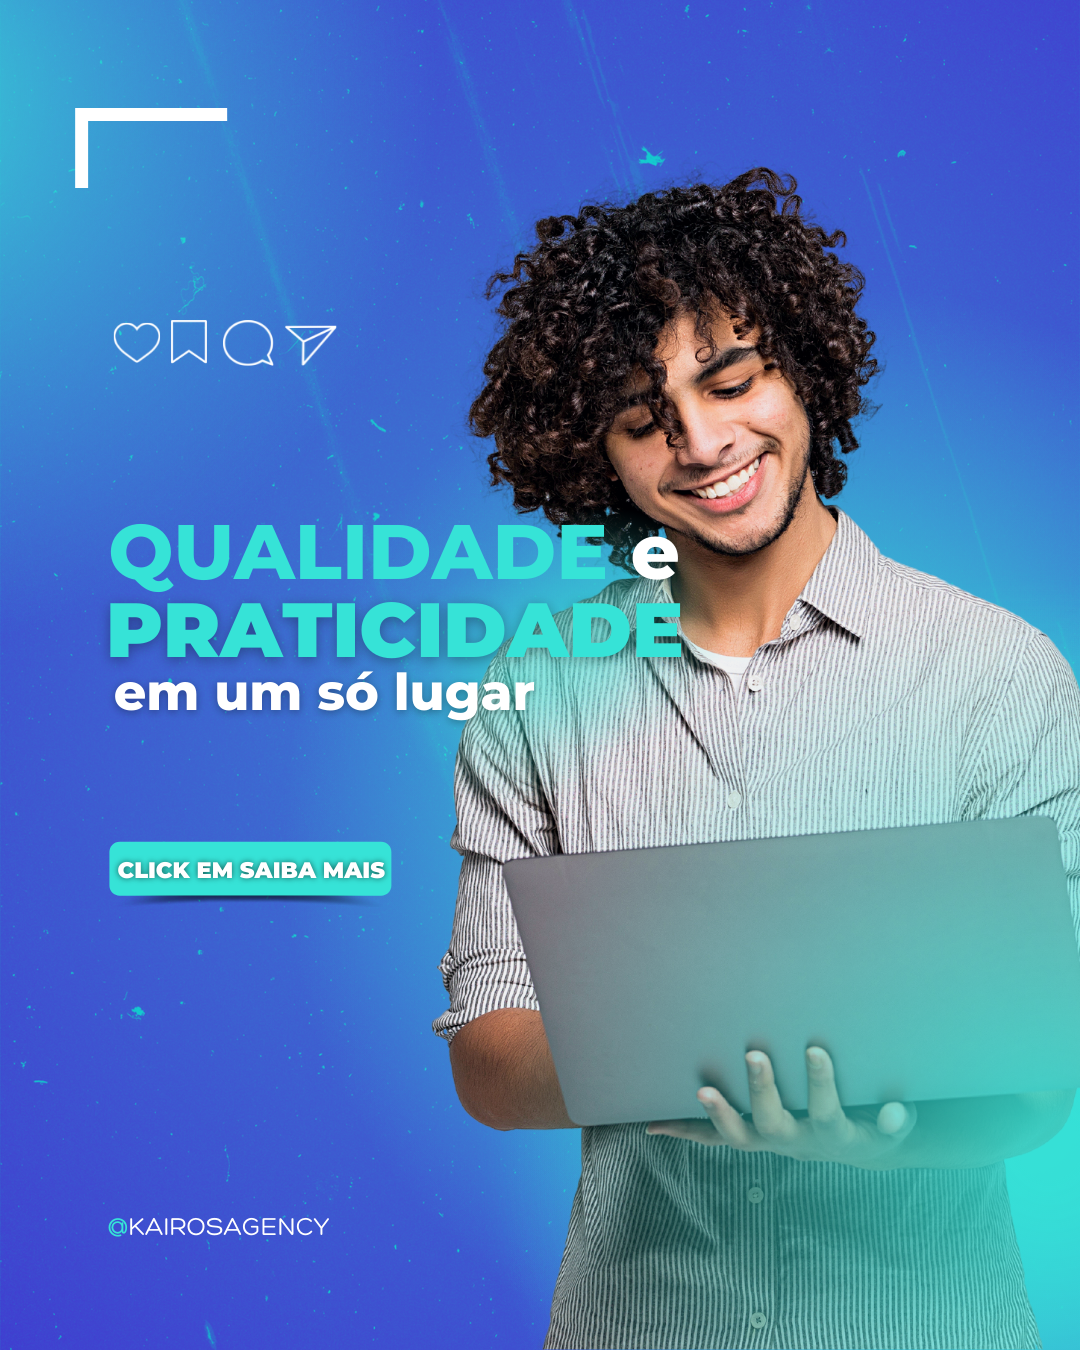 QUALIDADE e
PRATICIDADE
em um só lugar
CLICK EM SAIBA MAIS
@KAIROSAGENCY